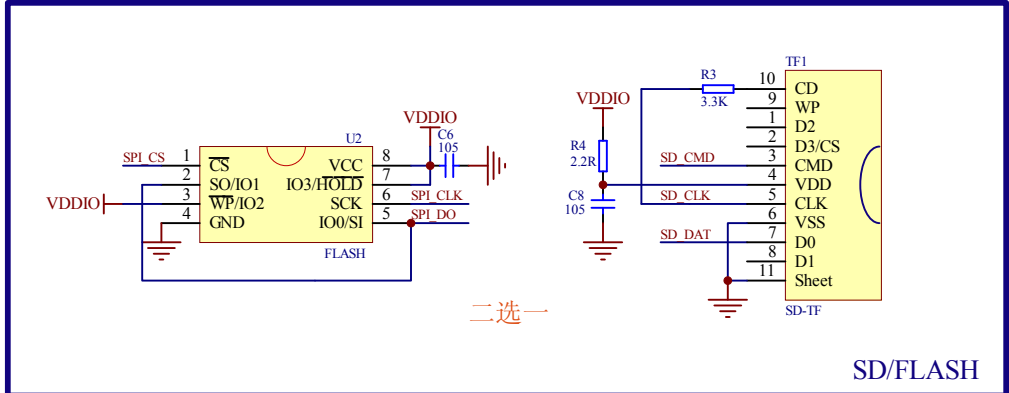 U2
VDDIO
C6
105
SPI_CS
1
CS
VCC
8
2
SO/IO1
IO3/HOLD
7
VDDIO
3
WP/IO2
SCK
6
SPI_CLK
4
GND
IO0/SI
5
SPI_DO
FLASH
TF1
R3
3.3K
10
CD
VDDIO
9
WP
1
D2
R4
2.2R
2
D3/CS
SD_CMD
3
CMD
4
VDD
C8
105
SD_CLK
5
CLK
6
VSS
SD_DAT
7
D0
8
D1
11
Sheet
SD-TF
二选一
SD/FLASH